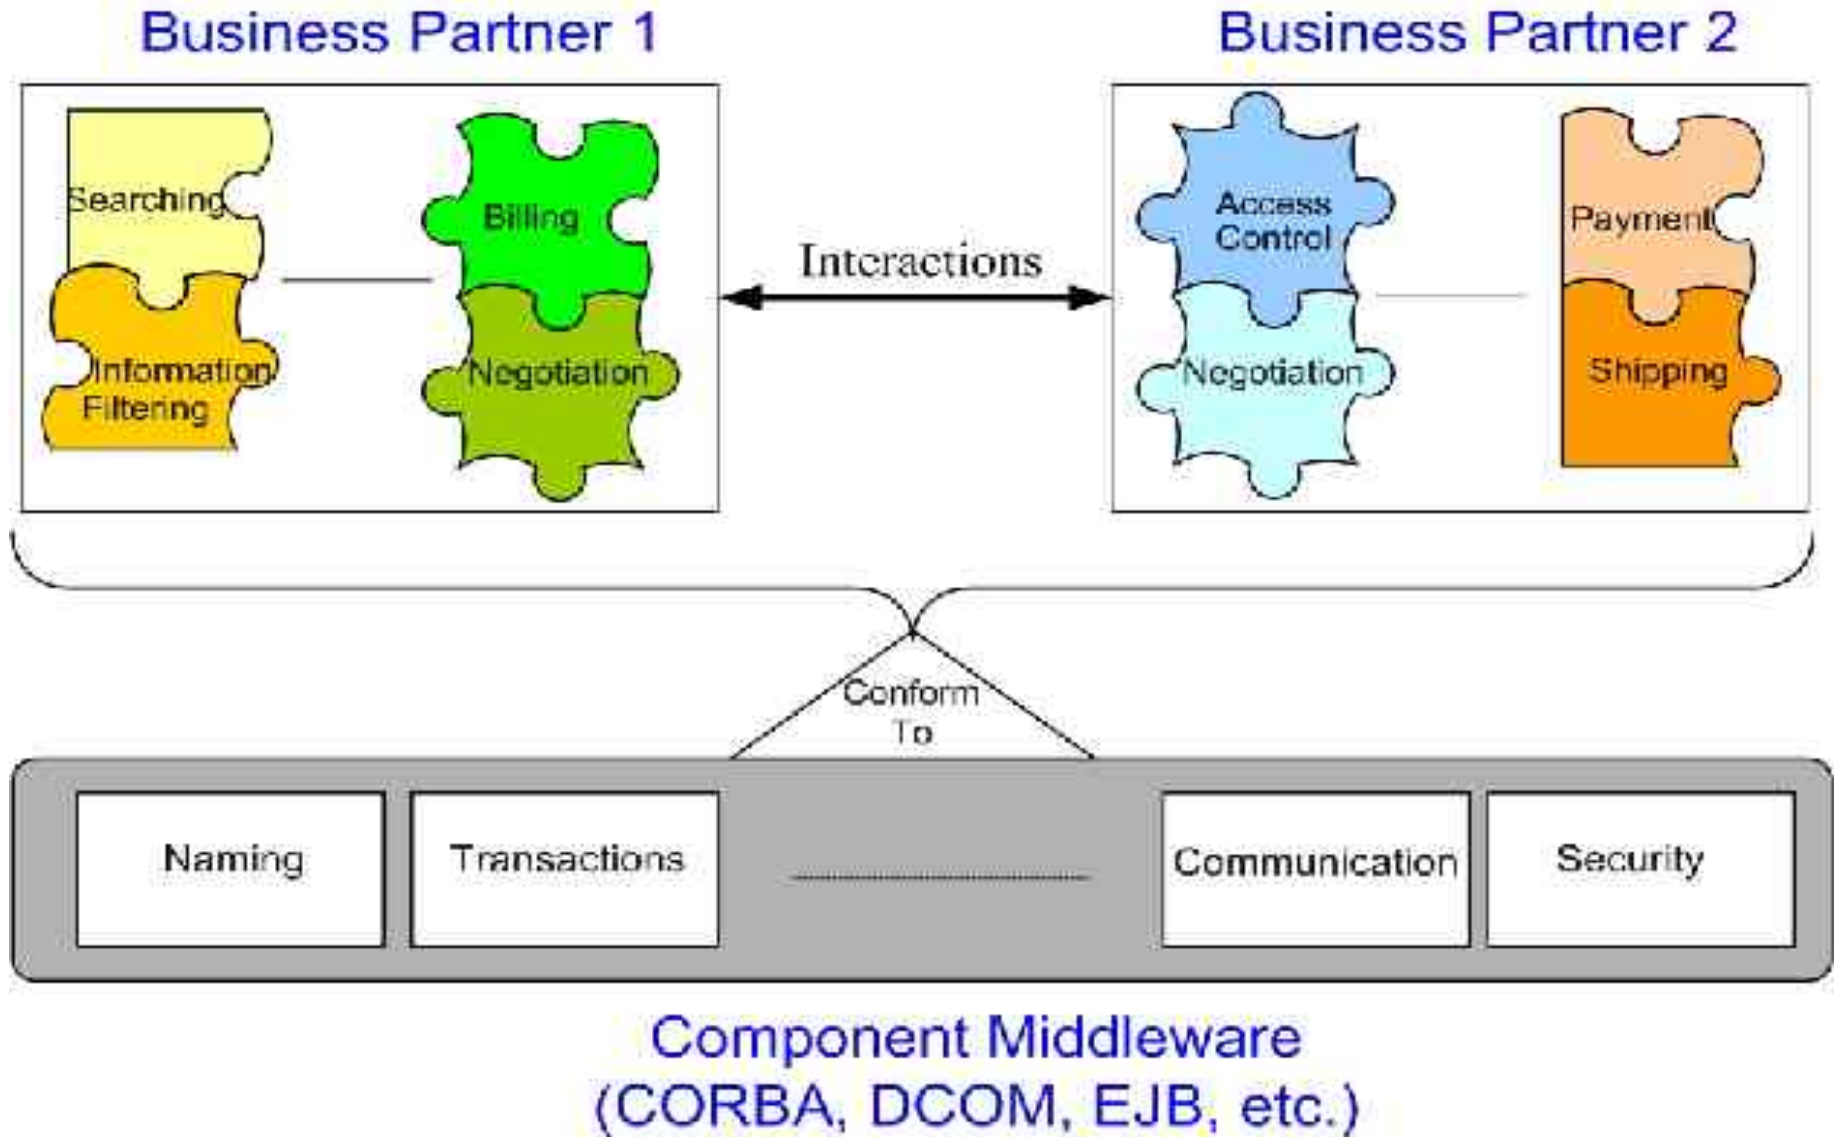 Business Partner 1
Business Partner 2
Searching
Information
Filtering
Billing
Negotiation
Interactions
Access
Control
Negotiation
Payment
Shipping
Conform
To
Naming
Transactions
Communication
Security
Component Middleware
(CORBA, DCOM, EJB, etc.)